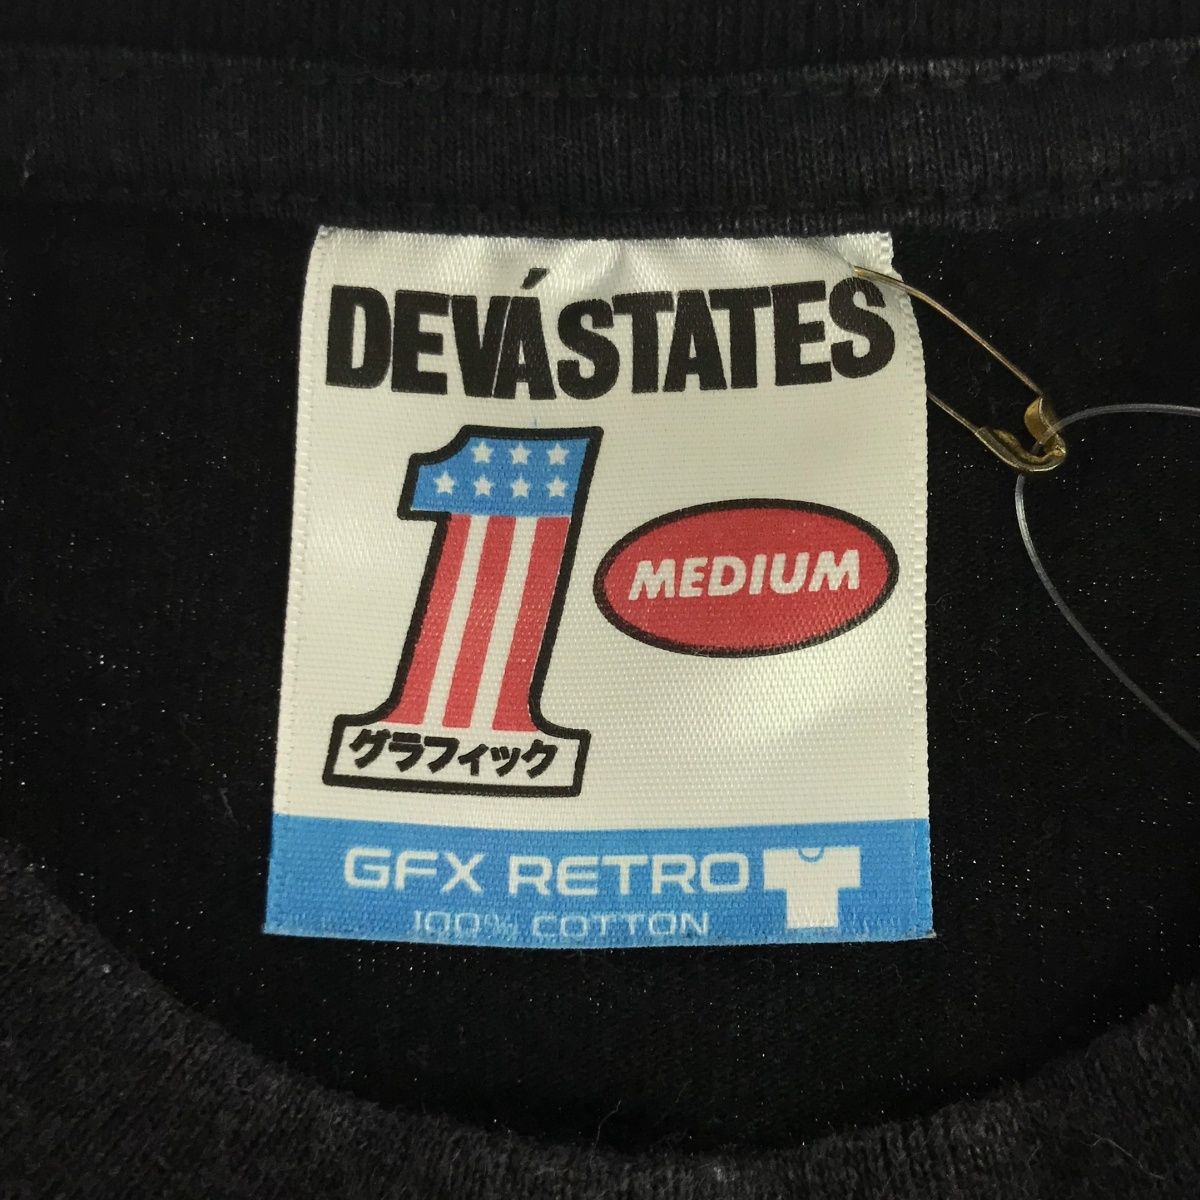 DEVÁSTATES
MEDIUM
グラフィック
GFX RETRO
100% COTTON